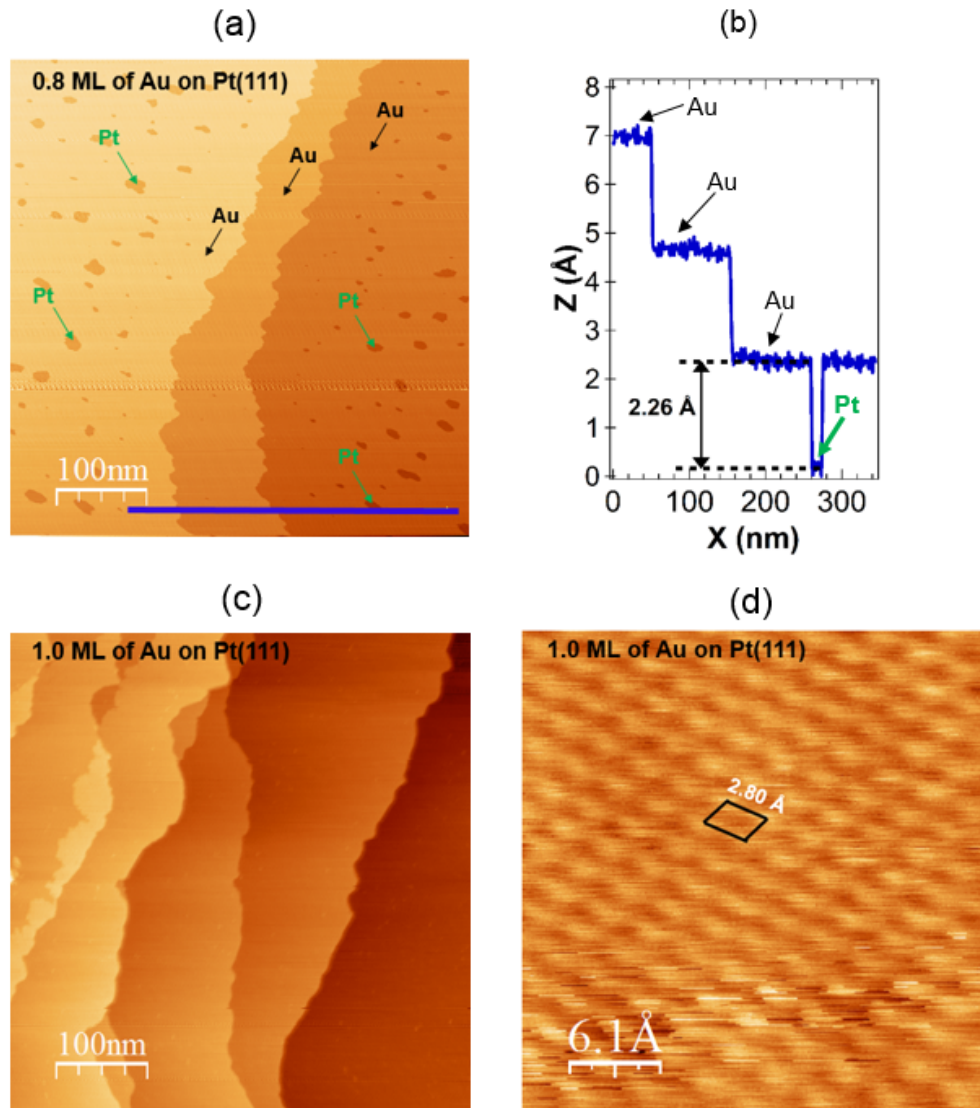 (a)
0.8 ML of Au on Pt(111)
Au
Pt
Au
Au
Pt
Pt
Pt
100nm
(b)
8
7
6
5
4
3
2
1
0
Z (Å)
Au
Au
Au
2.26 Å
Pt
0 100 200 300
X (nm)
(c)
1.0 ML of Au on Pt(111)
100nm
(d)
1.0 ML of Au on Pt(111)
2.80 Å
6.1Å